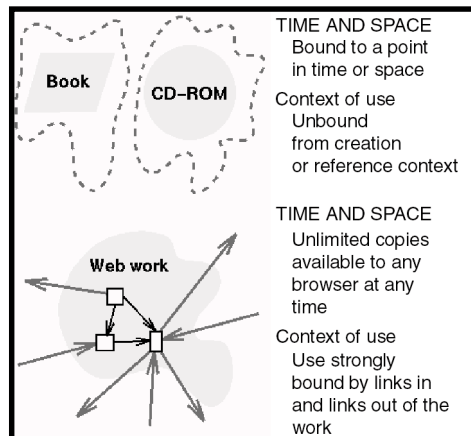 Book
CD-ROM
TIME AND SPACE
Bound to a point
in time or space
Context of use
Unbound
from creation
or reference context
Web work
TIME AND SPACE
Unlimited copies
available to any
browser at any
time
Context of use
Use strongly
bound by links in
and links out of the
work